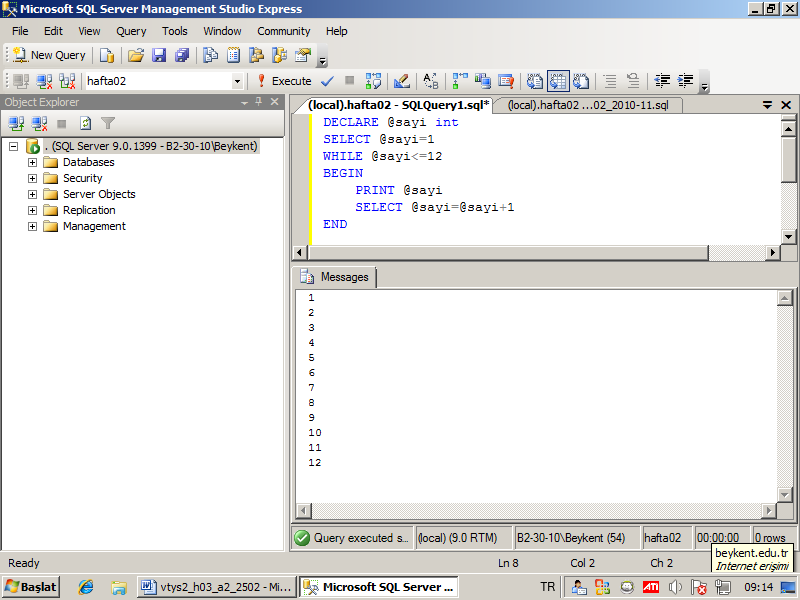 Microsoft SQL Server Management Studio Express
File Edit View Query Tools Window Community Help
New Query
hafta02 Execute
Object Explorer
. (SQL Server 9.0.1399 - B2-30-10\Beykent)
Databases
Security
Server Objects
Replication
Management
(local).hafta02 - SQLQuery1.sql* (local).hafta02 ...02_2010-11.sql
DECLARE @sayi int
SELECT @sayi=1
WHILE @sayi<=12
BEGIN
PRINT @sayi
SELECT @sayi=@sayi+1
END
Messages
1
2
3
4
5
6
7
8
9
10
11
12
Query executed s... (local) (9.0 RTM) B2-30-10\Beykent (54) hafta02 00:00:00 0 rows
beykent.edu.tr
Internet erişimi
Ready Ln 8 Col 2 Ch 2
Başlat vtys2_h03_a2_2502 - Mi... Microsoft SQL Server ... TR ATI 09:14